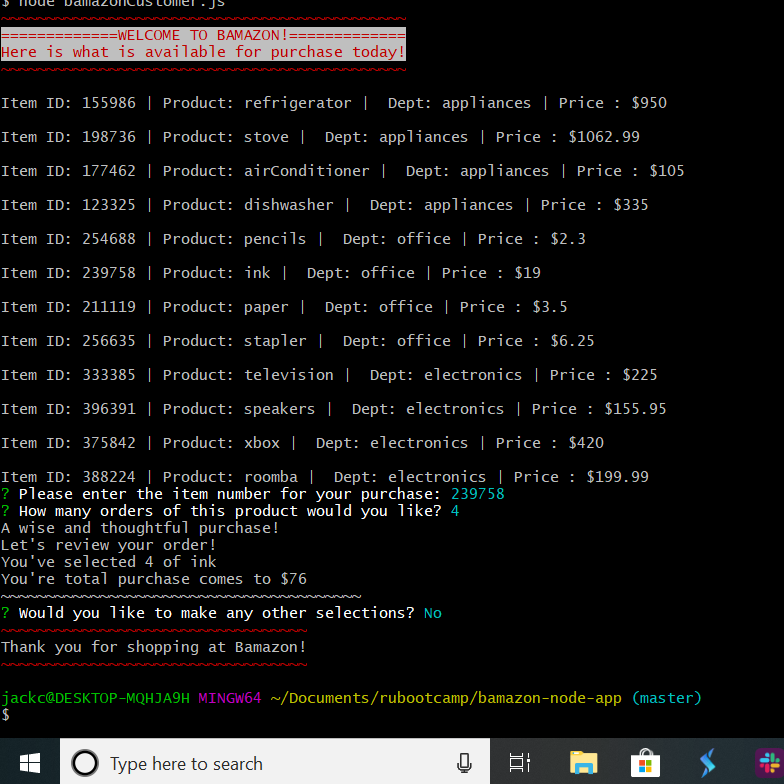 $ node bamazonCustomer.js
~~~~~~~~~~~~~~~~~~~~~~~~~~~~~~~~~~~~~~~~~~~~~
=============WELCOME TO BAMAZON!=============
Here is what is available for purchase today!
~~~~~~~~~~~~~~~~~~~~~~~~~~~~~~~~~~~~~~~~~~~~~
Item ID: 155986 | Product: refrigerator |  Dept: appliances | Price : $950
Item ID: 198736 | Product: stove |  Dept: appliances | Price : $1062.99
Item ID: 177462 | Product: airConditioner |  Dept: appliances | Price : $105
Item ID: 123325 | Product: dishwasher |  Dept: appliances | Price : $335
Item ID: 254688 | Product: pencils |  Dept: office | Price : $2.3
Item ID: 239758 | Product: ink |  Dept: office | Price : $19
Item ID: 211119 | Product: paper |  Dept: office | Price : $3.5
Item ID: 256635 | Product: stapler |  Dept: office | Price : $6.25
Item ID: 333385 | Product: television |  Dept: electronics | Price : $225
Item ID: 396391 | Product: speakers |  Dept: electronics | Price : $155.95
Item ID: 375842 | Product: xbox |  Dept: electronics | Price : $420
Item ID: 388224 | Product: roomba |  Dept: electronics | Price : $199.99
? Please enter the item number for your purchase: 239758
? How many orders of this product would you like? 4
A wise and thoughtful purchase!
Let's review your order!
You've selected 4 of ink
You're total purchase comes to $76
~~~~~~~~~~~~~~~~~~~~~~~~~~~~~~~~~~~~~~~~
? Would you like to make any other selections? No
~~~~~~~~~~~~~~~~~~~~~~~~~~~~~~~~~~
Thank you for shopping at Bamazon!
~~~~~~~~~~~~~~~~~~~~~~~~~~~~~~~~~~
jackc@DESKTOP-MQHJA9H MINGW64 ~/Documents/rubootcamp/bamazon-node-app (master)
$
Type here to search